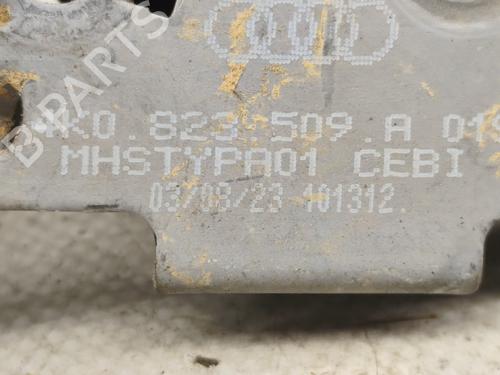 B-PARTS
4K0.823.509.A
MHSTYPA01 CEBI
03/08/23 101312